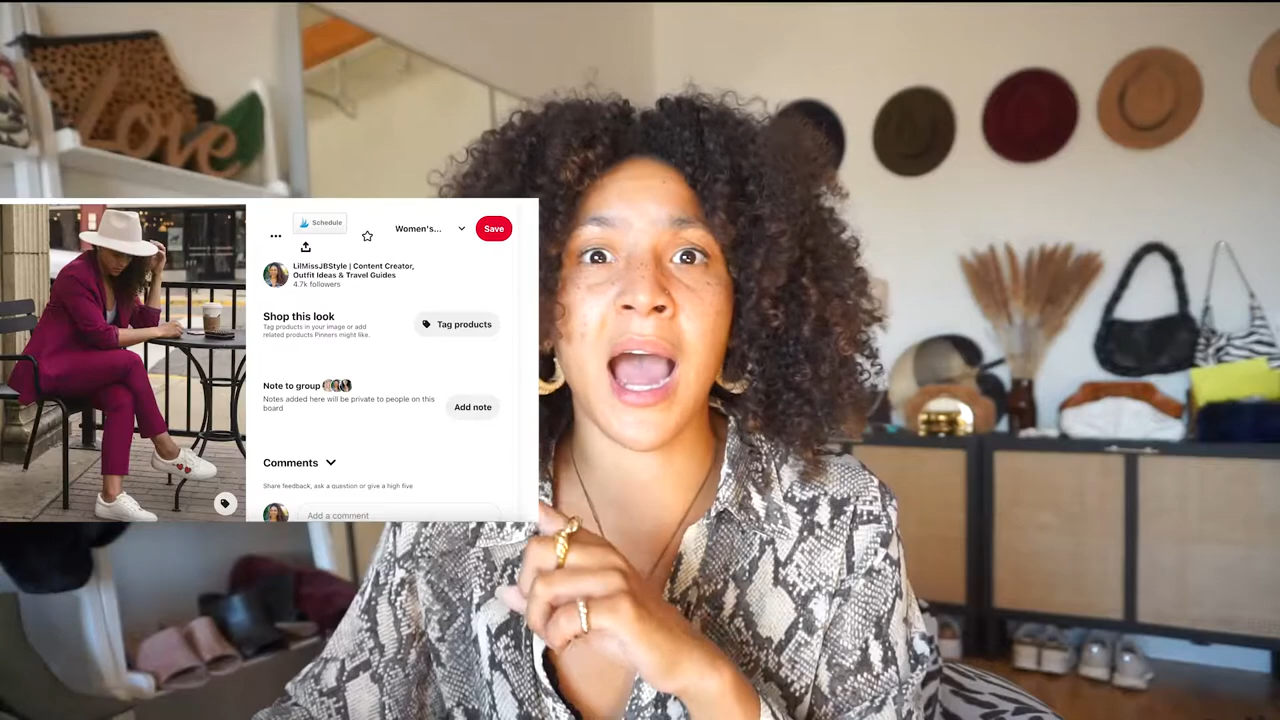 Love
Schedule
Women's...
Save
LilMissJBStyle | Content Creator,
Outfit Ideas & Travel Guides
4.7k followers
Shop this look
Tag products in your image or add
related products Pinners might like.
Tag products
Note to group
Notes added here will be private to people on this
board
Add note
Comments
Share feedback, ask a question or give a high five
Add a comment